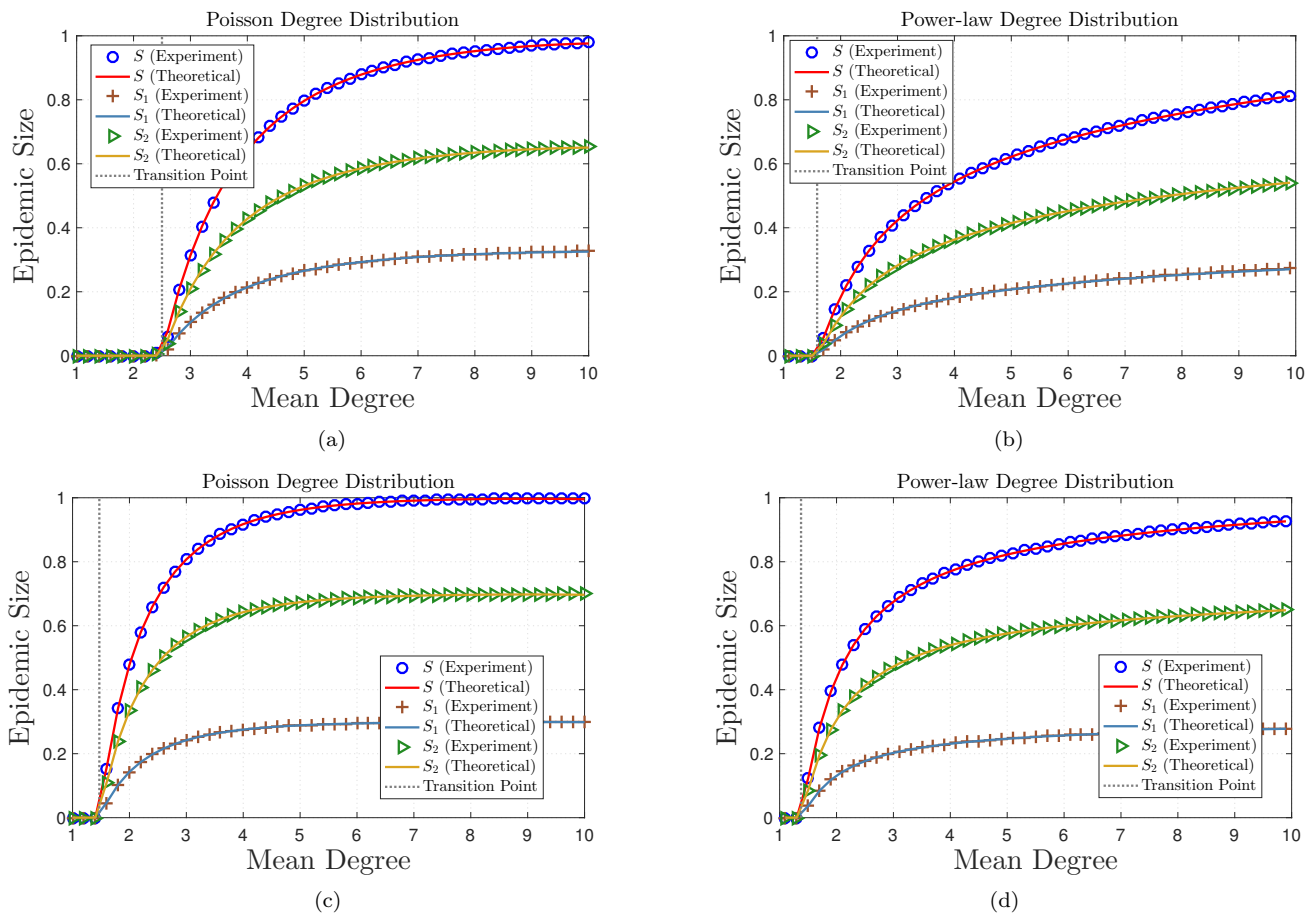 Poisson Degree Distribution
1
0.8
0.6
0.4
0.2
0
Epidemic Size
S (Experiment)
S (Theoretical)
S1 (Experiment)
S1 (Theoretical)
S2 (Experiment)
S2 (Theoretical)
Transition Point
1 2 3 4 5 6 7 8 9 10
Mean Degree
(a)
Power-law Degree Distribution
1
0.8
0.6
0.4
0.2
0
Epidemic Size
S (Experiment)
S (Theoretical)
S1 (Experiment)
S1 (Theoretical)
S2 (Experiment)
S2 (Theoretical)
Transition Point
1 2 3 4 5 6 7 8 9 10
Mean Degree
(b)
Poisson Degree Distribution
1
0.8
0.6
0.4
0.2
0
Epidemic Size
S (Experiment)
S (Theoretical)
S1 (Experiment)
S1 (Theoretical)
S2 (Experiment)
S2 (Theoretical)
Transition Point
1 2 3 4 5 6 7 8 9 10
Mean Degree
(c)
Power-law Degree Distribution
1
0.8
0.6
0.4
0.2
0
Epidemic Size
S (Experiment)
S (Theoretical)
S1 (Experiment)
S1 (Theoretical)
S2 (Experiment)
S2 (Theoretical)
Transition Point
1 2 3 4 5 6 7 8 9 10
Mean Degree
(d)